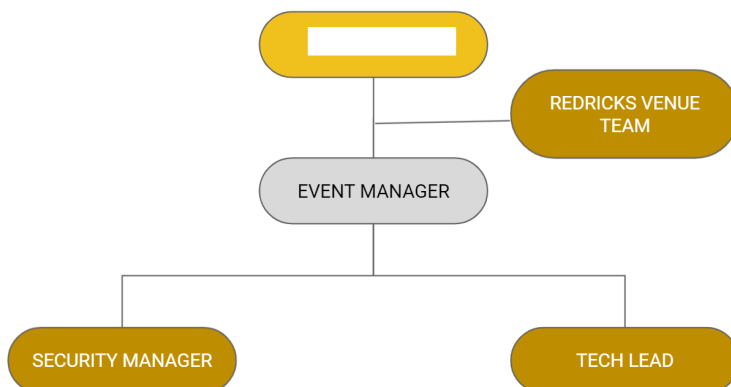 REDRICKS VENUE
TEAM
EVENT MANAGER
SECURITY MANAGER
TECH LEAD